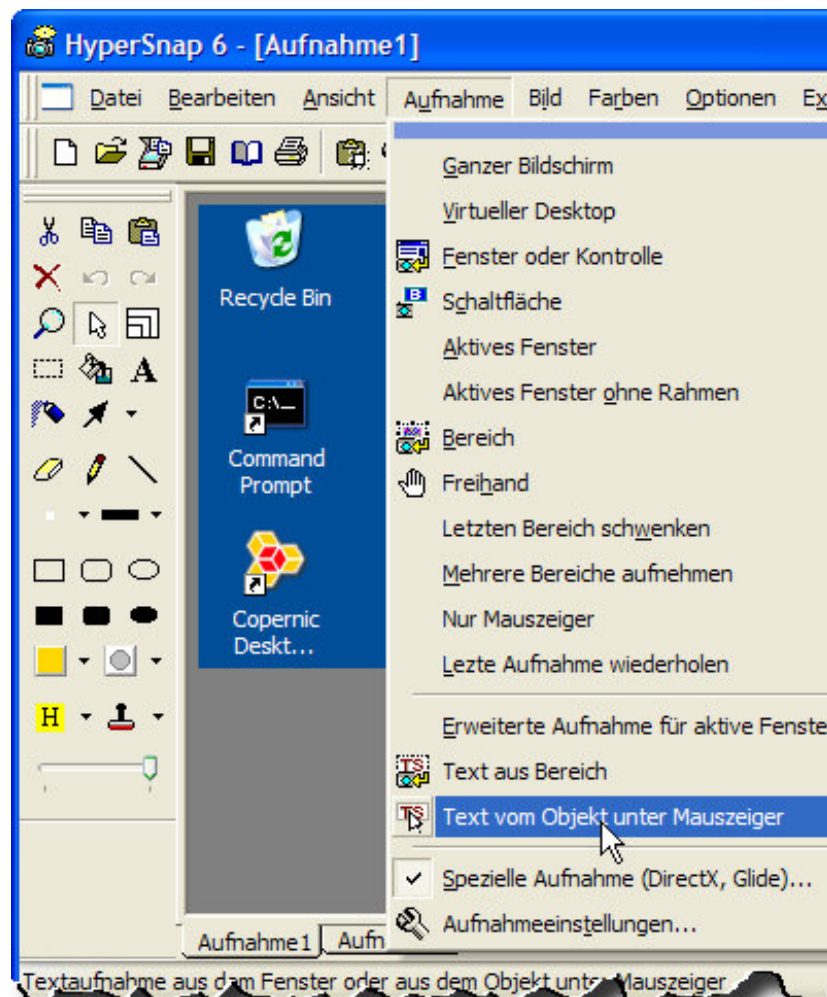 HyperSnap 6 - [Aufnahme1]
Datei Bearbeiten Ansicht Aufnahme Bild Farben Optionen Ex
Ganzer Bildschirm
Virtueller Desktop
Fenster oder Kontrolle
Schaltfläche
Aktives Fenster
Aktives Fenster ohne Rahmen
Bereich
Freihand
Letzten Bereich schwenken
Mehrere Bereiche aufnehmen
Nur Mauszeiger
Lezte Aufnahme wiederholen
Erweiterte Aufnahme für aktive Fenste
Text aus Bereich
Text vom Objekt unter Mauszeiger
Spezielle Aufnahme (DirectX, Glide)...
Aufnahmeeinstellungen...
Recycle Bin
C:\_
Command
Prompt
Copernic
Deskt...
A
H
Aufnahme1 Aufn
Textaufnahme aus dem Fenster oder aus dem Objekt unter Mauszeiger